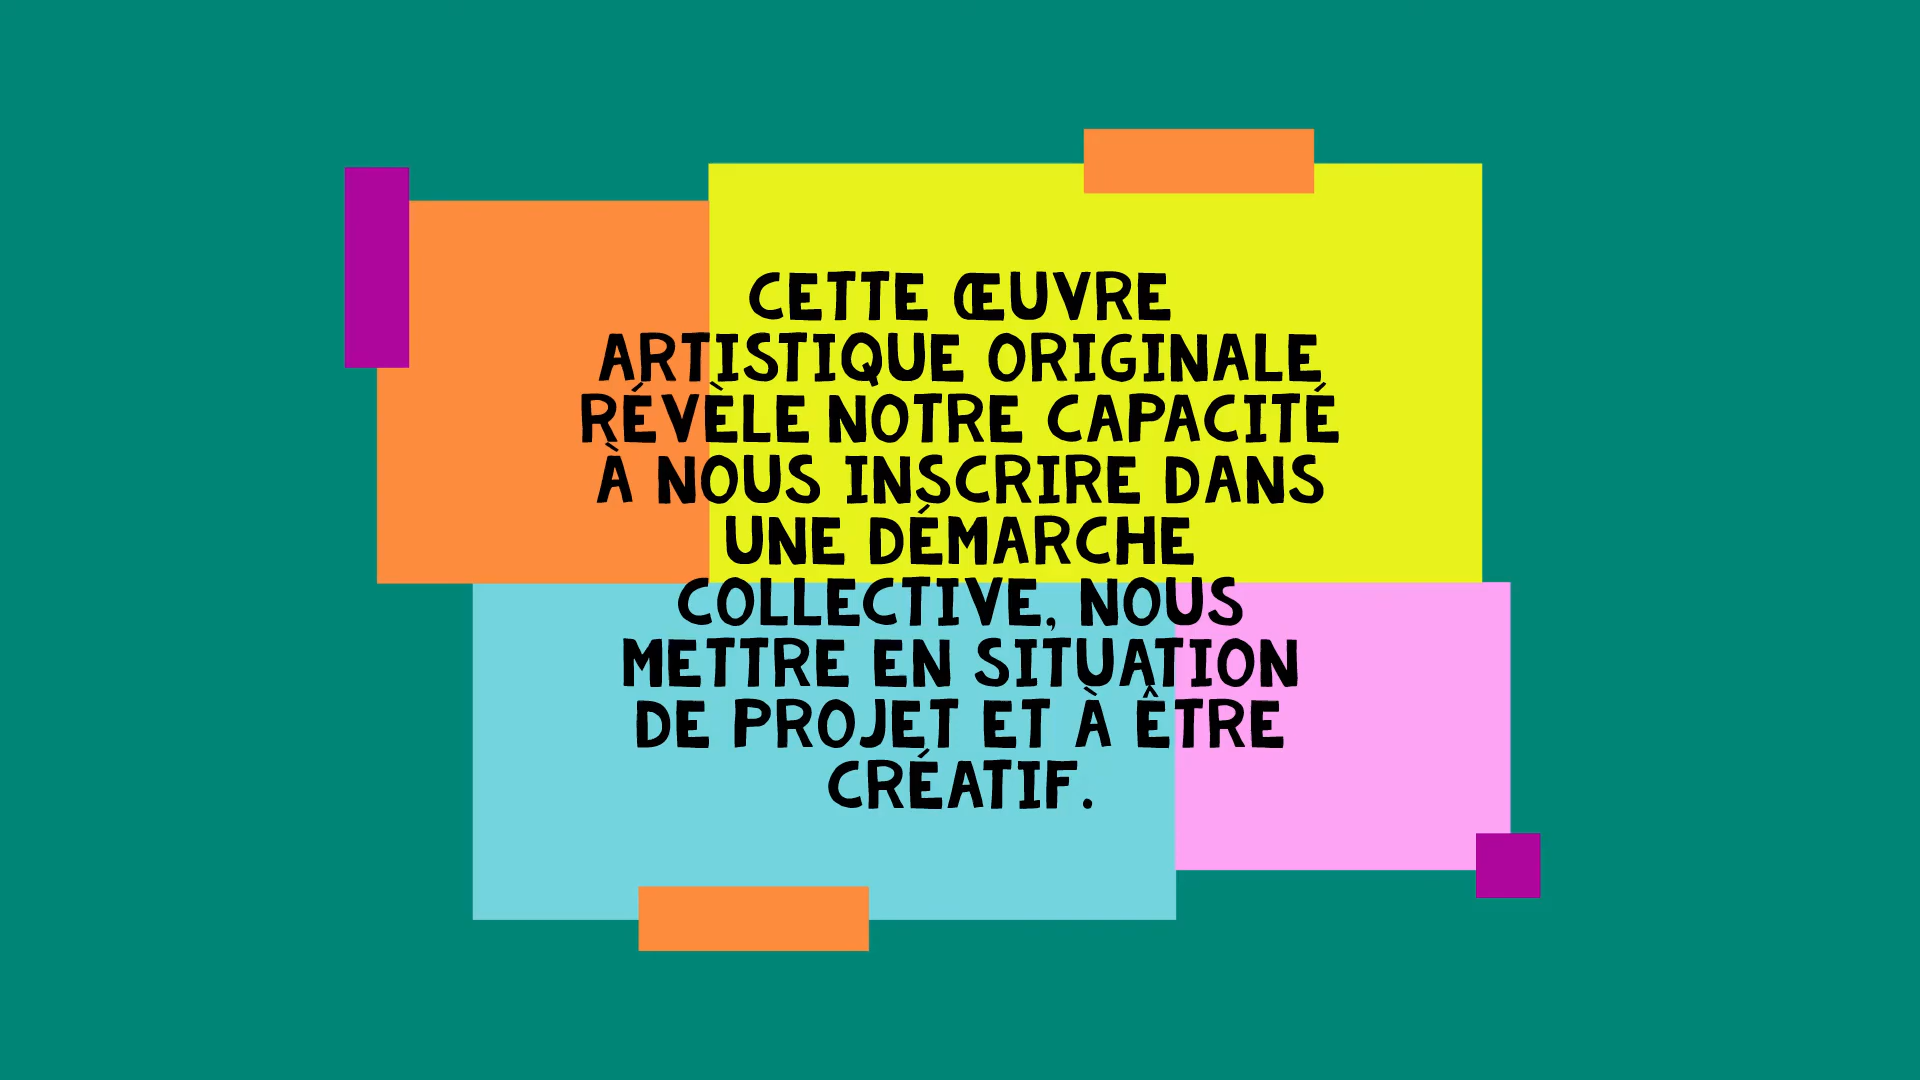 CETTE ŒUVRE
ARTISTIQUE ORIGINALE
RÉVÈLE NOTRE CAPACITÉ
À NOUS INSCRIRE DANS
UNE DÉMARCHE
COLLECTIVE, NOUS
METTRE EN SITUATION
DE PROJET ET À ÊTRE
CRÉATIF.